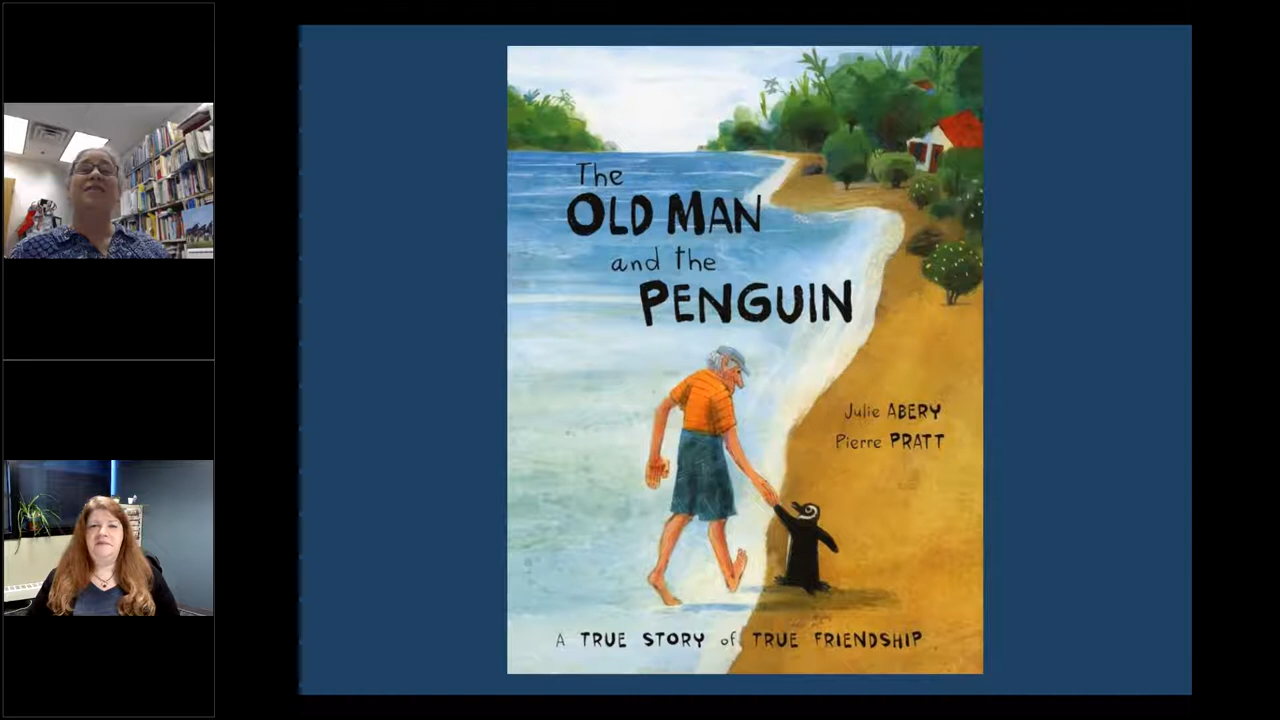 The
OLD MAN
and the
PENGUIN
Julie ABERY
Pierre PRATT
A TRUE STORY of TRUE FRIENDSHIP